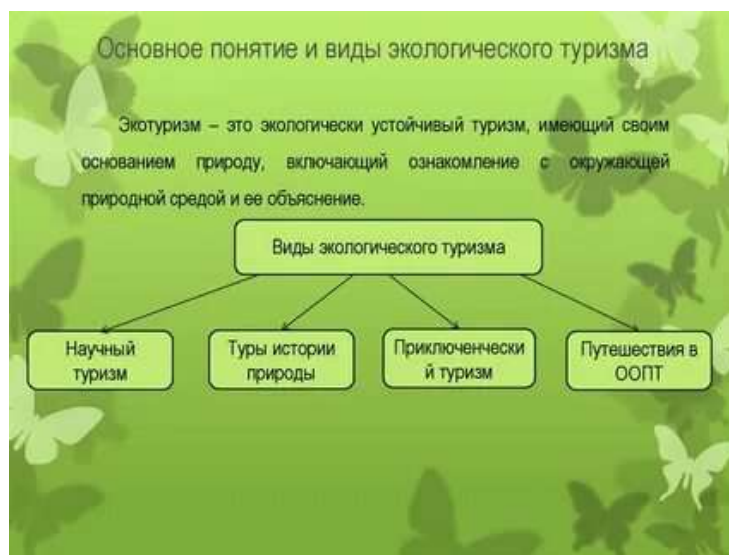 Основное понятие и виды экологического туризма
Экотуризм – это экологически устойчивый туризм, имеющий своим
основанием природу, включающий ознакомление с окружающей
природной средой и ее объяснение.
Виды экологического туризма
Научный
туризм
Туры истории
природы
Приключенчески
й туризм
Путешествия в
ООПТ